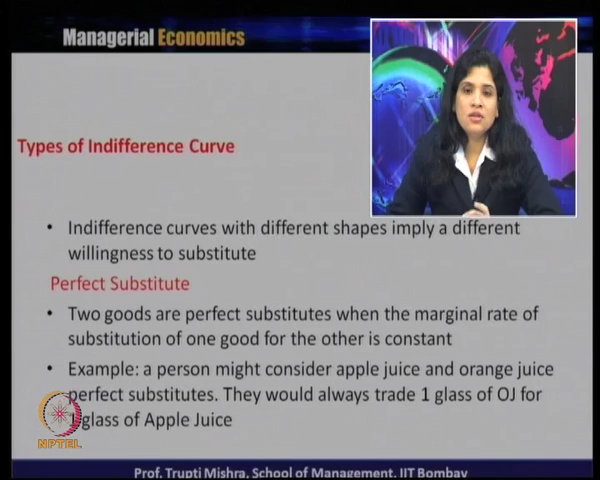 Managerial Economics
Types of Indifference Curve
• Indifference curves with different shapes imply a different
willingness to substitute
Perfect Substitute
• Two goods are perfect substitutes when the marginal rate of
substitution of one good for the other is constant
• Example: a person might consider apple juice and orange juice
perfect substitutes. They would always trade 1 glass of OJ for
glass of Apple Juice
NPTEL
Prof. Trupti Mishra, School of Management, IIT Bombay